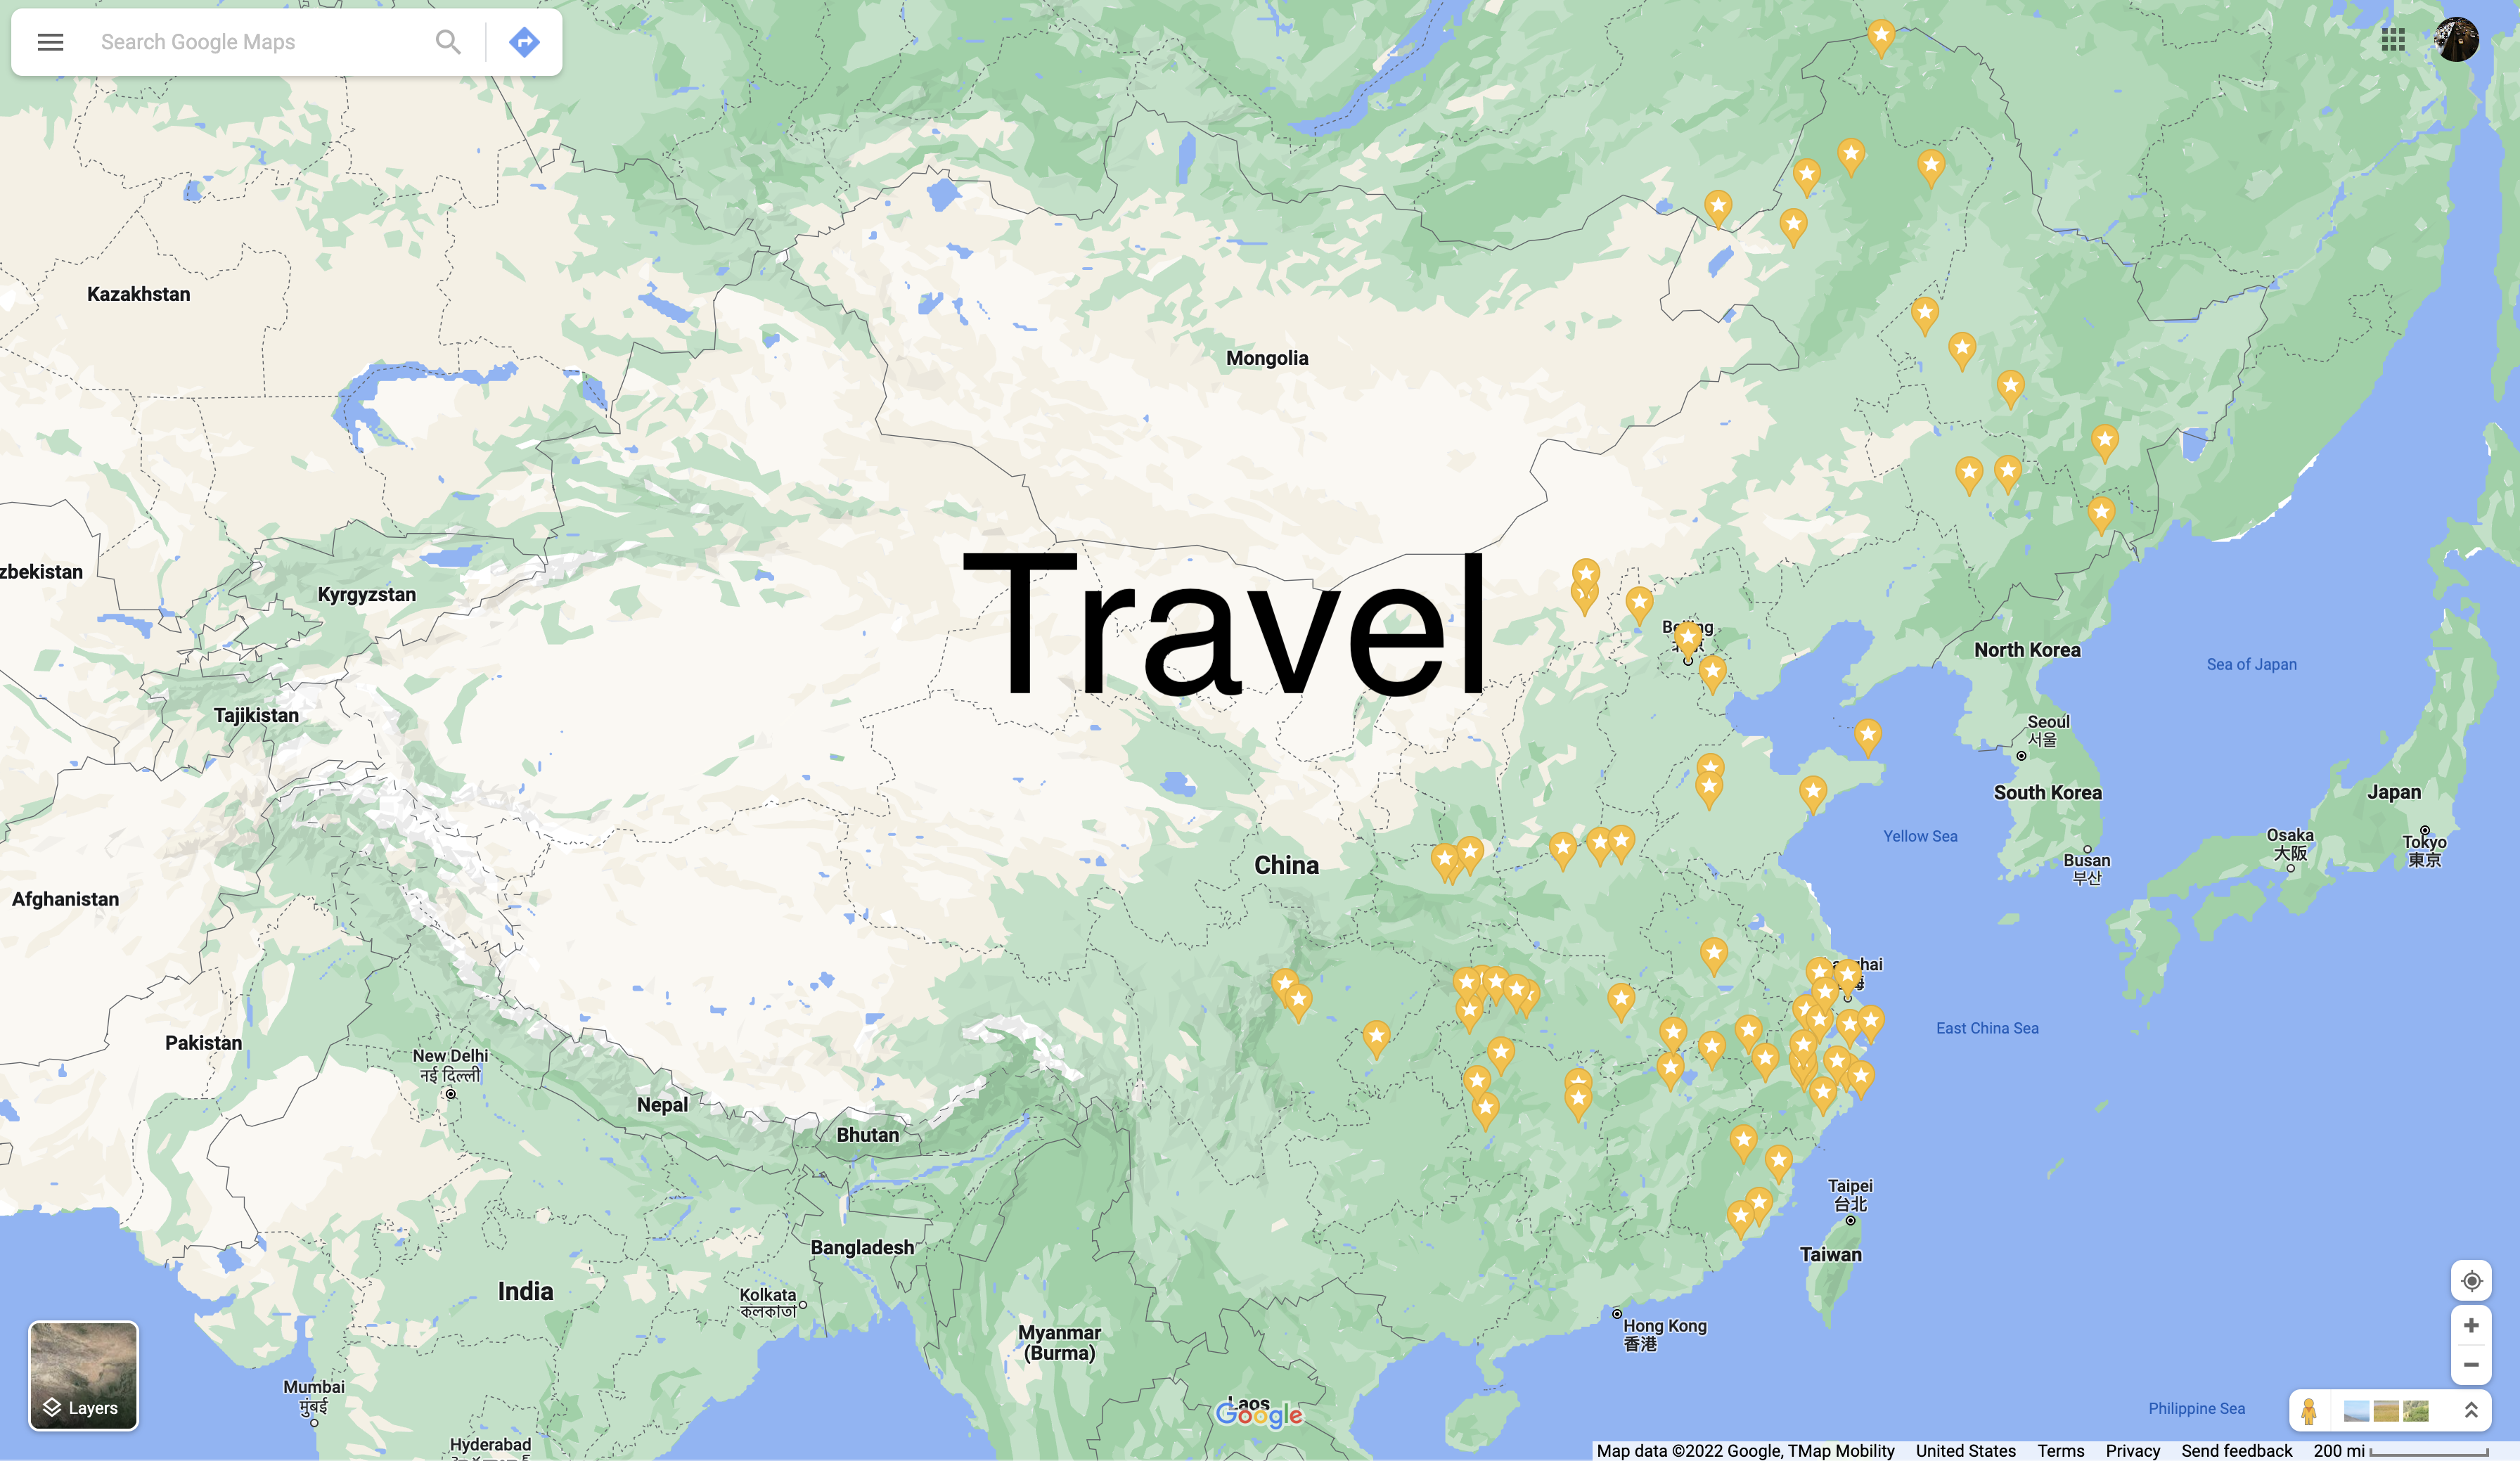 Search Google Maps
Kazakhstan
Mongolia
zbekistan
Kyrgyzstan
Travel
Tajikistan
North Korea
Sea of Japan
Seoul
서울
South Korea
Japan
Yellow Sea
Osaka
大阪
Tokyo
東京
Busan
부산
China
Afghanistan
East China Sea
Pakistan
New Delhi
नई दिल्ली
Nepal
Bhutan
Taipei
台北
Taiwan
Bangladesh
India
Kolkata
কলকাতা
Myanmar
(Burma)
Hong Kong
香港
Mumbai
मुंबई
Laos
Google
Layers
Philippine Sea
Hyderabad
Map data ©2022 Google, TMap Mobility United States Terms Privacy Send feedback 200 mi